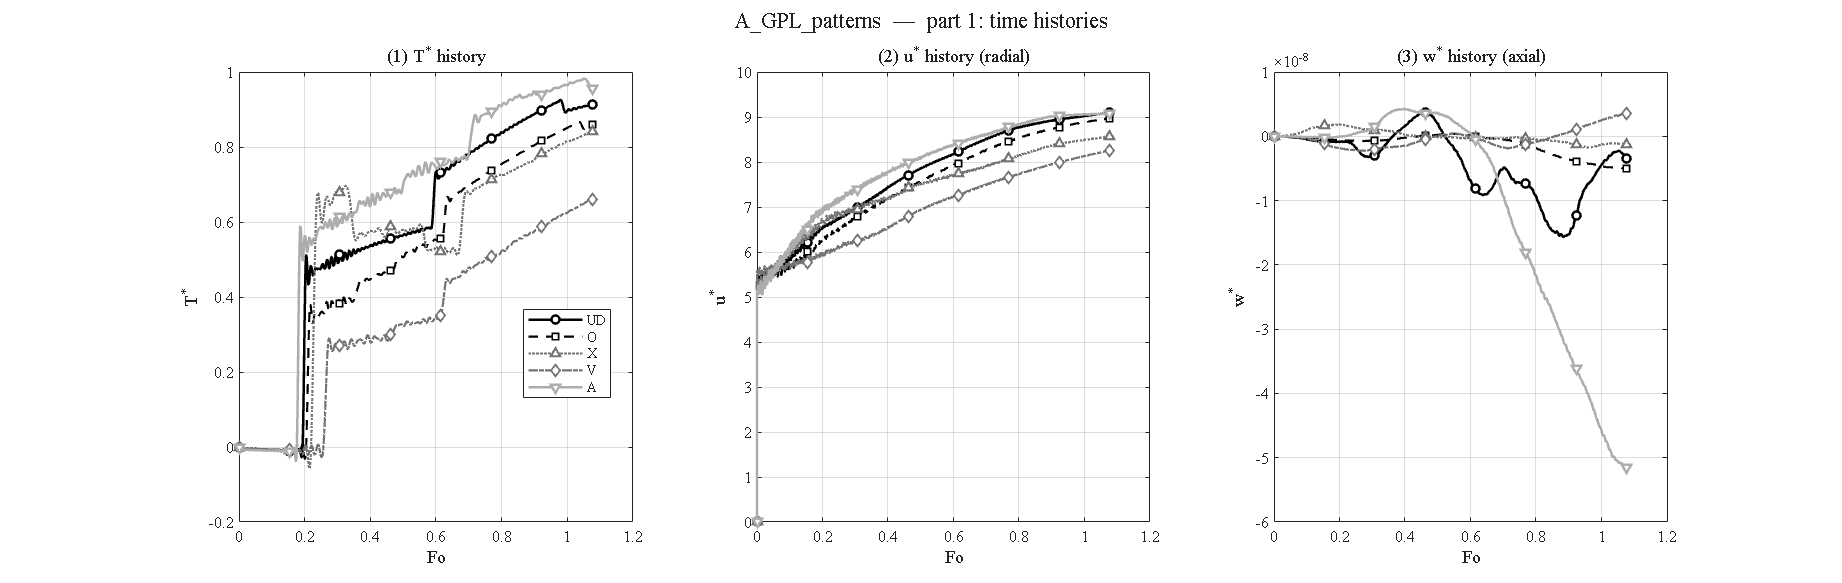 A_GPL_patterns — part 1: time histories
(1) T* history
1
0.8
0.6
0.4
0.2
0
-0.2
T*
0 0.2 0.4 0.6 0.8 1 1.2
Fo
UD
O
X
V
A
(2) u* history (radial)
10
9
8
7
6
5
4
3
2
1
0
u*
0 0.2 0.4 0.6 0.8 1 1.2
Fo
(3) w* history (axial)
×10-8
1
0
-1
-2
-3
-4
-5
-6
w*
0 0.2 0.4 0.6 0.8 1 1.2
Fo